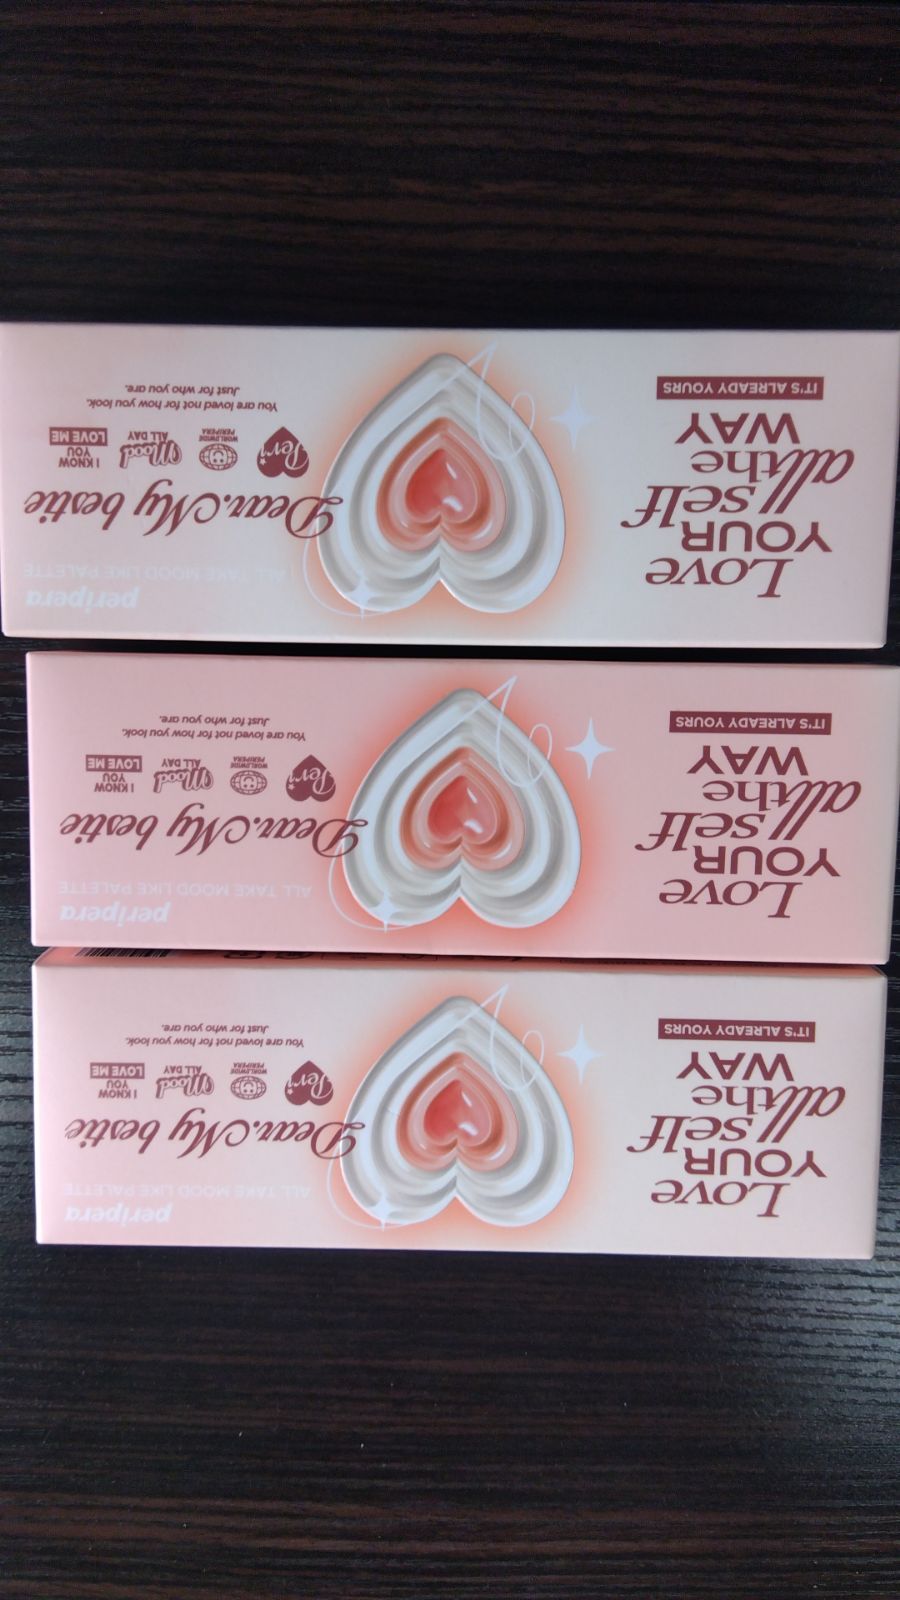 Love
YOUR
self
all the
WAY
IT'S ALREADY YOURS
peripera
ALL TAKE MOOD LIKE PALETTE
Dear.My bestie
Peri
WORLDWIDE
PERIPERA
Mood
ALL DAY
I KNOW
YOU
LOVE ME
You are loved not for how you look.
Just for who you are.
Love
YOUR
self
all the
WAY
IT'S ALREADY YOURS
peripera
ALL TAKE MOOD LIKE PALETTE
Dear.My bestie
Peri
WORLDWIDE
PERIPERA
Mood
ALL DAY
I KNOW
YOU
LOVE ME
You are loved not for how you look.
Just for who you are.
Love
YOUR
self
all the
WAY
IT'S ALREADY YOURS
peripera
ALL TAKE MOOD LIKE PALETTE
Dear.My bestie
Peri
WORLDWIDE
PERIPERA
Mood
ALL DAY
I KNOW
YOU
LOVE ME
You are loved not for how you look.
Just for who you are.